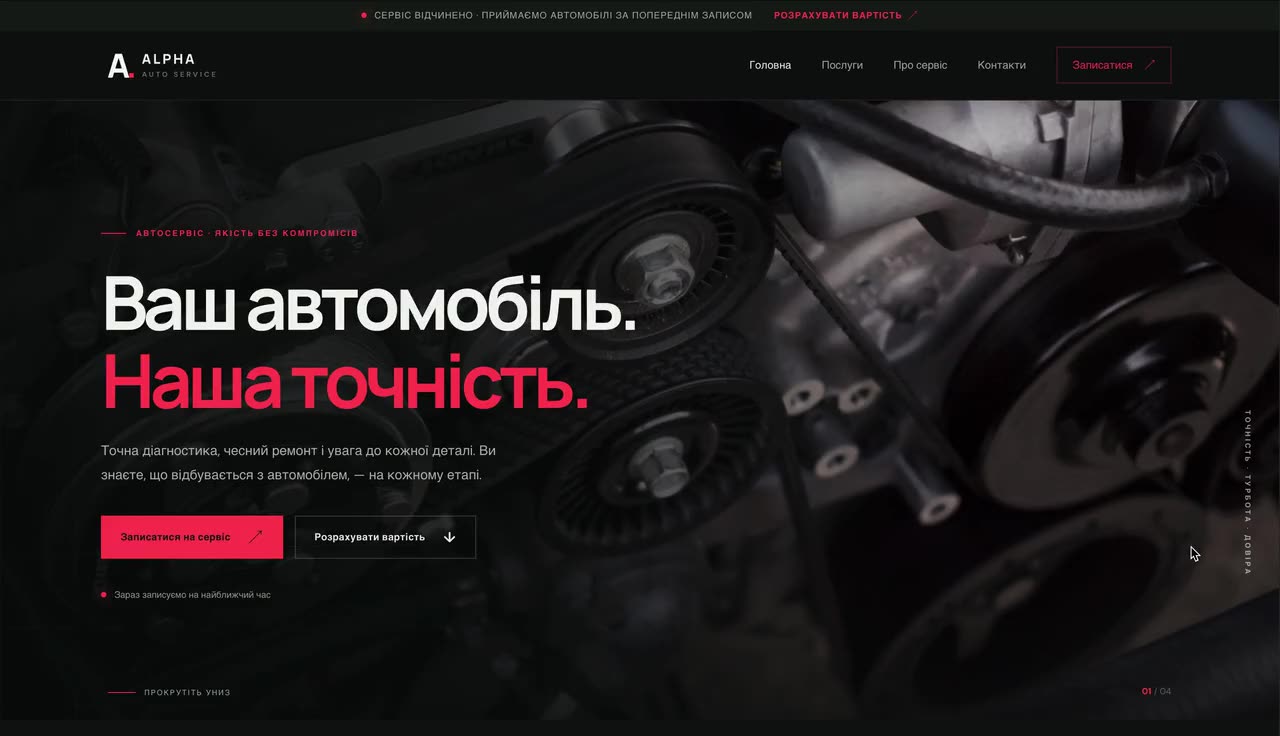 СЕРВІС ВІДЧИНЕНО · ПРИЙМАЄМО АВТОМОБІЛІ ЗА ПОПЕРЕДНІМ ЗАПИСОМ РОЗРАХУВАТИ ВАРТІСТЬ
A. ALPHA
AUTO SERVICE
Головна Послуги Про сервіс Контакти Записатися
АВТОСЕРВІС · ЯКІСТЬ БЕЗ КОМПРОМІСІВ
Ваш автомобіль.
Наша точність.
Точна діагностика, чесний ремонт і увага до кожної деталі. Ви
знаєте, що відбувається з автомобілем, — на кожному етапі.
Записатися на сервіс Розрахувати вартість
Зараз записуємо на найближчий час
ТОЧНІСТЬ · ТУРБОТА · ДОВІРА
ПРОКРУТІТЬ УНИЗ
01 / 04